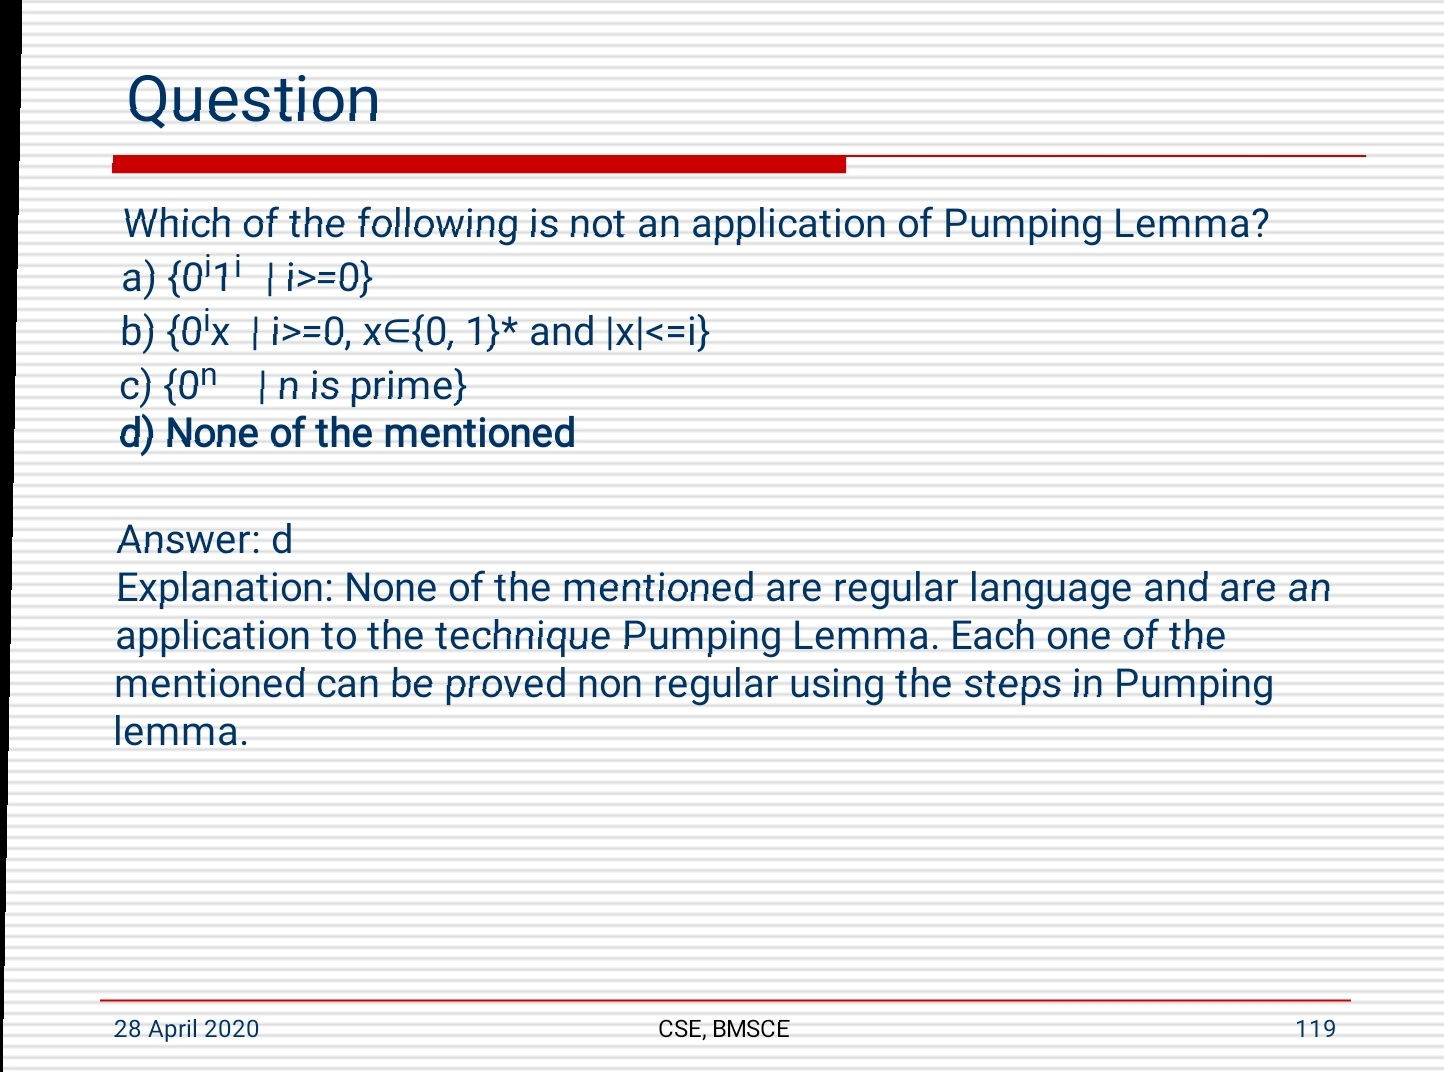 Question
Which of the following is not an application of Pumping Lemma?
a) {0ⁱ1ⁱ | i>=0}
b) {0ⁱx | i>=0, x∈{0, 1}* and |x|<=i}
c) {0ⁿ | n is prime}
d) None of the mentioned
Answer: d
Explanation: None of the mentioned are regular language and are an
application to the technique Pumping Lemma. Each one of the
mentioned can be proved non regular using the steps in Pumping
lemma.
28 April 2020 CSE, BMSCE 119